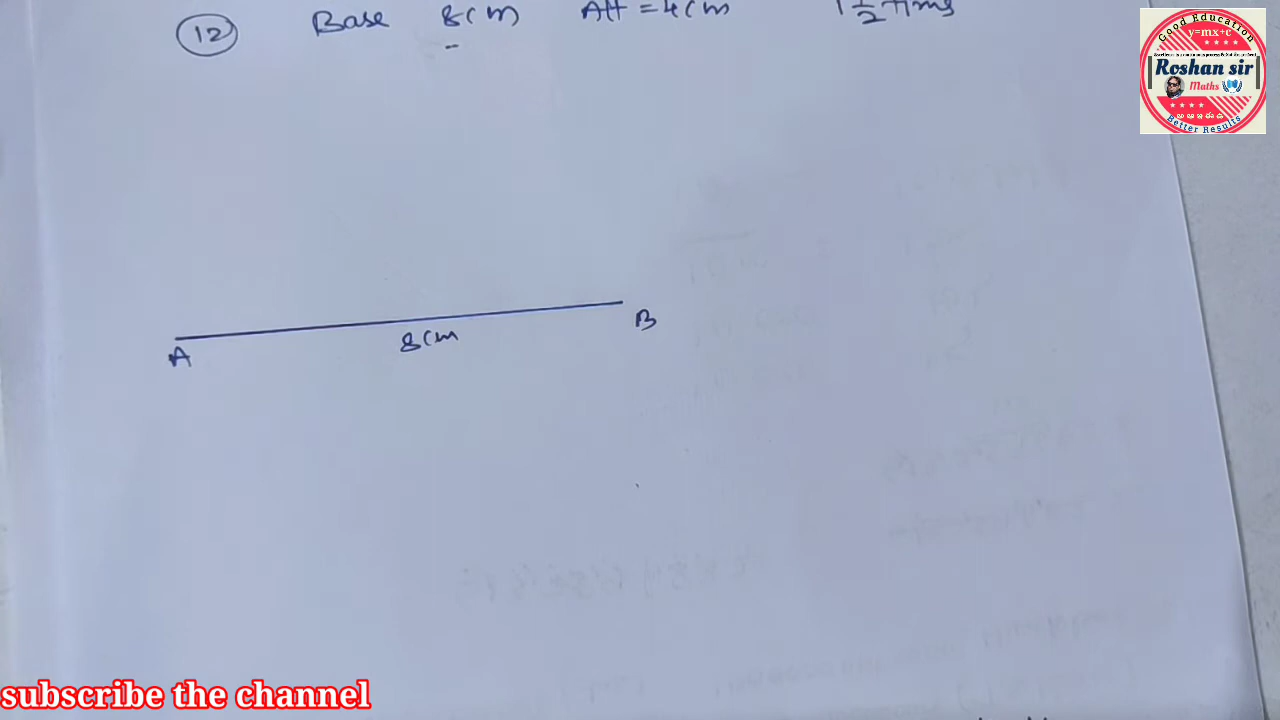 12 Base 8cm Alt = 4cm 1 1/2 times
A 8cm B
Good Education
y=mx+c
Roshan sir
Maths
Better Results
subscribe the channel